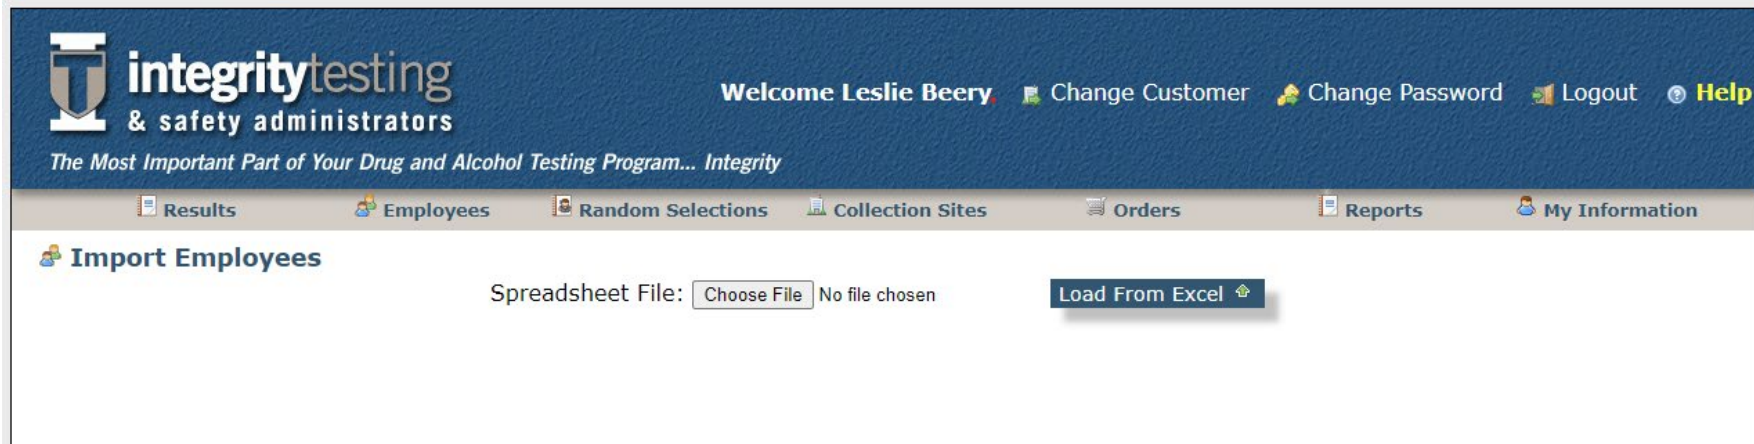 integritytesting
& safety administrators
The Most Important Part of Your Drug and Alcohol Testing Program... Integrity
Welcome Leslie Beery. Change Customer Change Password Logout Help
Results Employees Random Selections Collection Sites Orders Reports My Information
Import Employees
Spreadsheet File: Choose File No file chosen Load From Excel